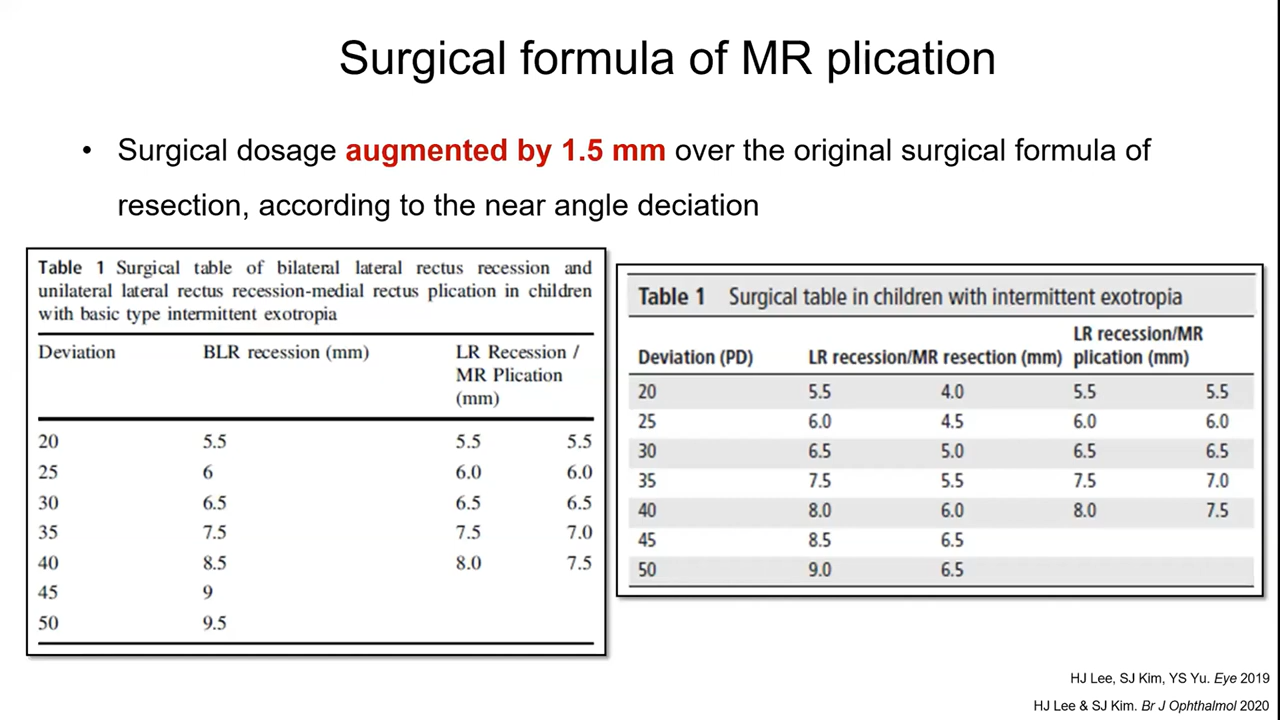 Surgical formula of MR plication
• Surgical dosage augmented by 1.5 mm over the original surgical formula of
resection, according to the near angle deciation
Table 1 Surgical table of bilateral lateral rectus recession and
unilateral lateral rectus recession-medial rectus plication in children
with basic type intermittent exotropia
Deviation BLR recession (mm) LR Recession /
MR Plication
(mm)
20 5.5 5.5 5.5
25 6 6.0 6.0
30 6.5 6.5 6.5
35 7.5 7.5 7.0
40 8.5 8.0 7.5
45 9
50 9.5
Table 1 Surgical table in children with intermittent exotropia
LR recession/MR
Deviation (PD) LR recession/MR resection (mm) plication (mm)
20 5.5 4.0 5.5 5.5
25 6.0 4.5 6.0 6.0
30 6.5 5.0 6.5 6.5
35 7.5 5.5 7.5 7.0
40 8.0 6.0 8.0 7.5
45 8.5 6.5
50 9.0 6.5
HJ Lee, SJ Kim, YS Yu. Eye 2019
HJ Lee & SJ Kim. Br J Ophthalmol 2020